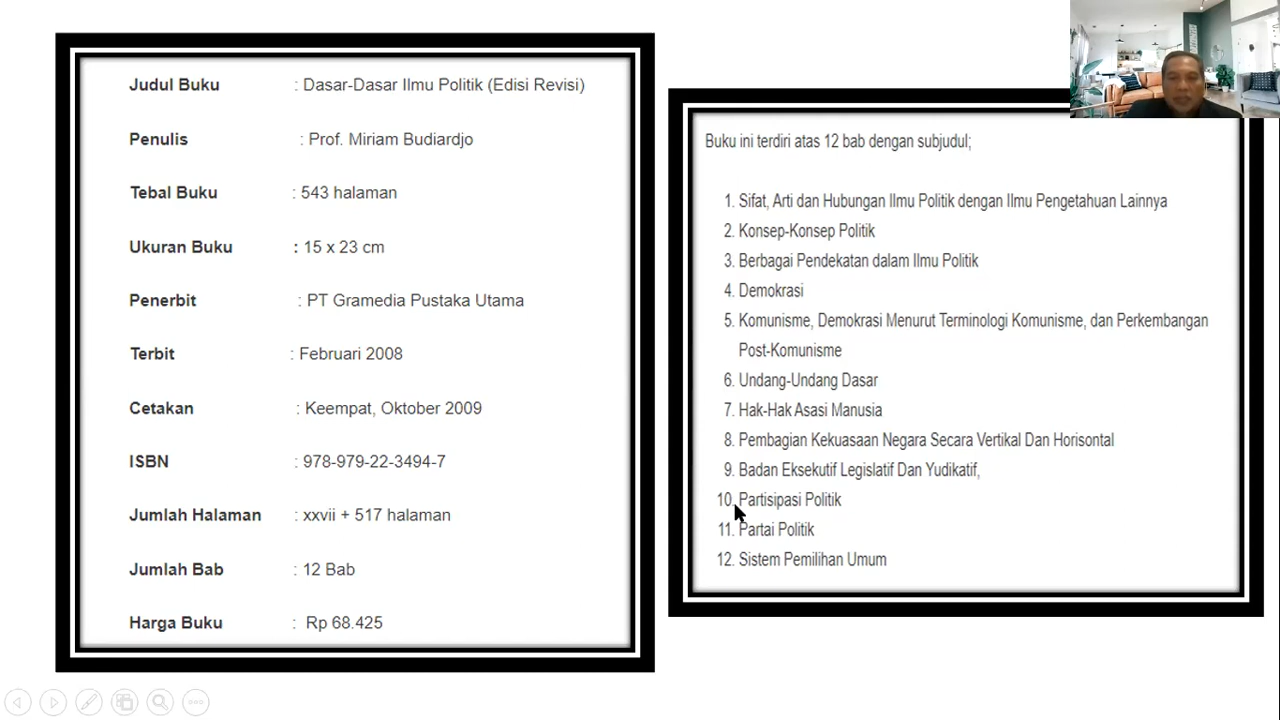 Judul Buku : Dasar-Dasar Ilmu Politik (Edisi Revisi)
Penulis : Prof. Miriam Budiardjo
Tebal Buku : 543 halaman
Ukuran Buku : 15 x 23 cm
Penerbit : PT Gramedia Pustaka Utama
Terbit : Februari 2008
Cetakan : Keempat, Oktober 2009
ISBN : 978-979-22-3494-7
Jumlah Halaman : xxvii + 517 halaman
Jumlah Bab : 12 Bab
Harga Buku : Rp 68.425
Buku ini terdiri atas 12 bab dengan subjudul;
1. Sifat, Arti dan Hubungan Ilmu Politik dengan Ilmu Pengetahuan Lainnya
2. Konsep-Konsep Politik
3. Berbagai Pendekatan dalam Ilmu Politik
4. Demokrasi
5. Komunisme, Demokrasi Menurut Terminologi Komunisme, dan Perkembangan
Post-Komunisme
6. Undang-Undang Dasar
7. Hak-Hak Asasi Manusia
8. Pembagian Kekuasaan Negara Secara Vertikal Dan Horisontal
9. Badan Eksekutif Legislatif Dan Yudikatif,
10. Partisipasi Politik
11. Partai Politik
12. Sistem Pemilihan Umum